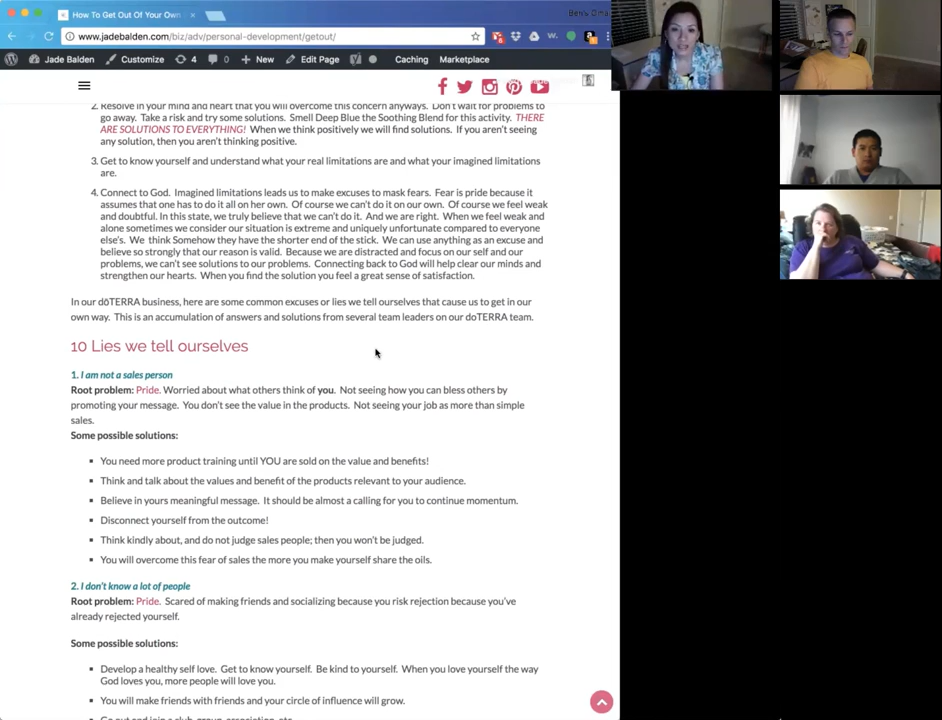 How To Get Out Of Your Own
Ben's Oma
www.jadebalden.com/biz/adv/personal-development/getout/
Jade Balden Customize 4 0 New Edit Page Caching Marketplace
2. Resolve in your mind and heart that you will overcome this concern anyways. Don't wait for problems to
go away. Take a risk and try some solutions. Smell Deep Blue the Soothing Blend for this activity. THERE
ARE SOLUTIONS TO EVERYTHING! When we think positively we will find solutions. If you aren't seeing
any solution, then you aren't thinking positive.
3. Get to know yourself and understand what your real limitations are and what your imagined limitations
are.
4. Connect to God. Imagined limitations leads us to make excuses to mask fears. Fear is pride because it
assumes that one has to do it all on her own. Of course we can't do it on our own. Of course we feel weak
and doubtful. In this state, we truly believe that we can't do it. And we are right. When we feel weak and
alone sometimes we consider our situation is extreme and uniquely unfortunate compared to everyone
else's. We think Somehow they have the shorter end of the stick. We can use anything as an excuse and
believe so strongly that our reason is valid. Because we are distracted and focus on our self and our
problems, we can't see solutions to our problems. Connecting back to God will help clear our minds and
strengthen our hearts. When you find the solution you feel a great sense of satisfaction.
In our dōTERRA business, here are some common excuses or lies we tell ourselves that cause us to get in our
own way. This is an accumulation of answers and solutions from several team leaders on our doTERRA team.
10 Lies we tell ourselves
1. I am not a sales person
Root problem: Pride. Worried about what others think of you. Not seeing how you can bless others by
promoting your message. You don't see the value in the products. Not seeing your job as more than simple
sales.
Some possible solutions:
You need more product training until YOU are sold on the value and benefits!
Think and talk about the values and benefit of the products relevant to your audience.
Believe in yours meaningful message. It should be almost a calling for you to continue momentum.
Disconnect yourself from the outcome!
Think kindly about, and do not judge sales people; then you won't be judged.
You will overcome this fear of sales the more you make yourself share the oils.
2. I don't know a lot of people
Root problem: Pride. Scared of making friends and socializing because you risk rejection because you've
already rejected yourself.
Some possible solutions:
Develop a healthy self love. Get to know yourself. Be kind to yourself. When you love yourself the way
God loves you, more people will love you.
You will make friends with friends and your circle of influence will grow.
Go out and join a club, group, association, etc.